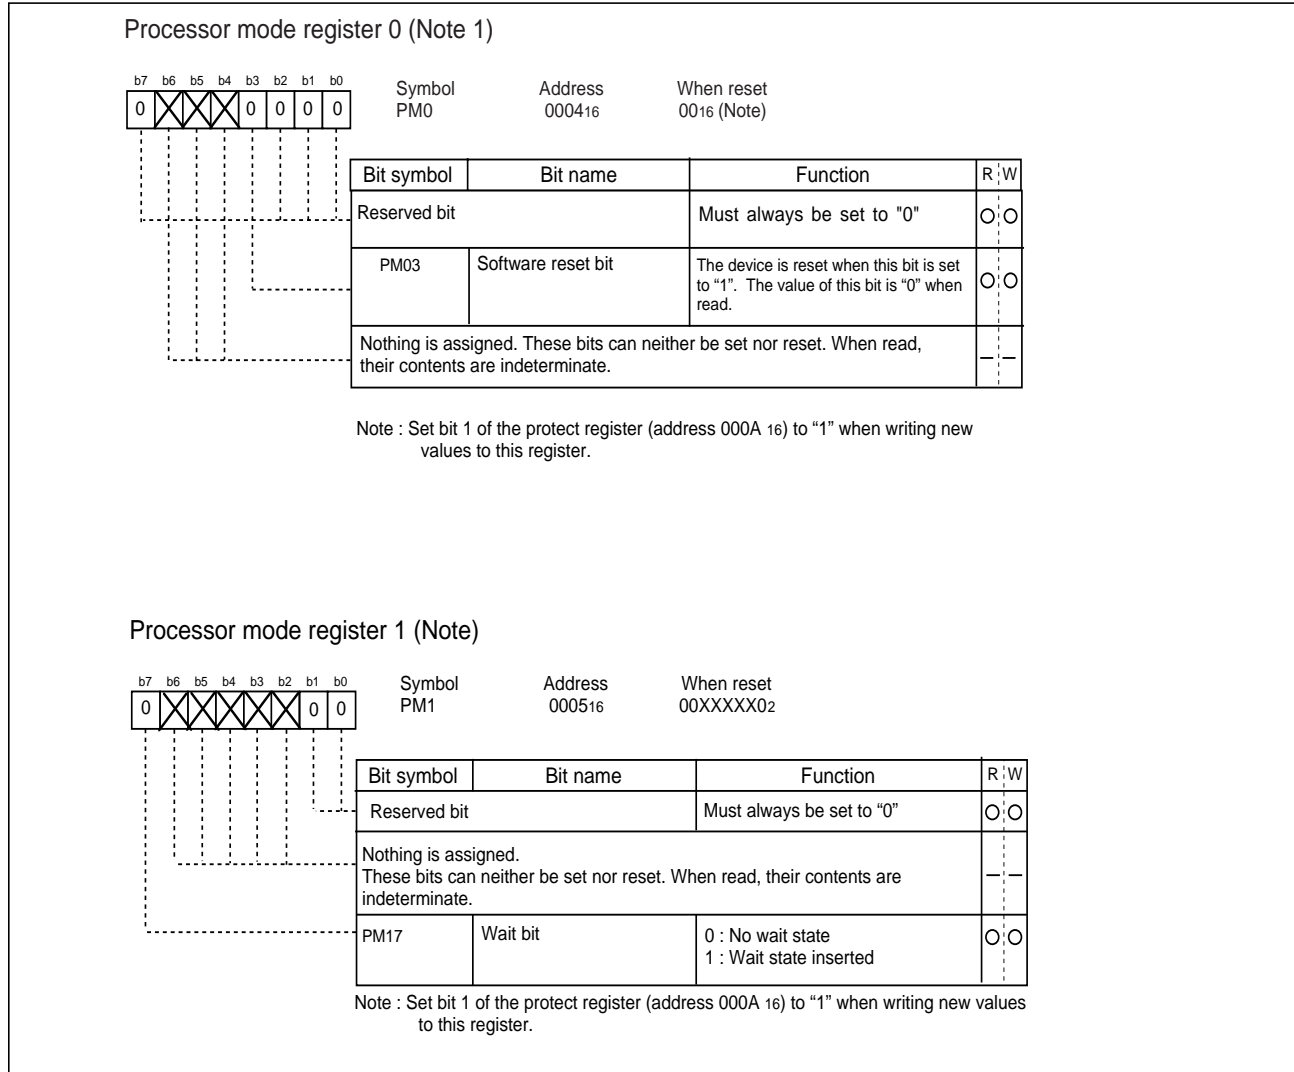 Processor mode register 0 (Note 1)
b7 b6 b5 b4 b3 b2 b1 b0
Symbol Address When reset
0 0 0 0 0
PM0 000416 0016 (Note)
Bit symbol Bit name Function R W
Reserved bit Must always be set to "0"
PM03 Software reset bit The device is reset when this bit is set
to “1”. The value of this bit is “0” when
read.
Nothing is assigned. These bits can neither be set nor reset. When read,
their contents are indeterminate.
Note : Set bit 1 of the protect register (address 000A 16) to “1” when writing new
values to this register.
Processor mode register 1 (Note)
b7 b6 b5 b4 b3 b2 b1 b0
Symbol Address When reset
0 0 0
PM1 000516 00XXXXX02
Bit symbol Bit name Function R W
Reserved bit Must always be set to “0”
Nothing is assigned.
These bits can neither be set nor reset. When read, their contents are
indeterminate.
PM17 Wait bit 0 : No wait state
1 : Wait state inserted
Note : Set bit 1 of the protect register (address 000A 16) to “1” when writing new values
to this register.